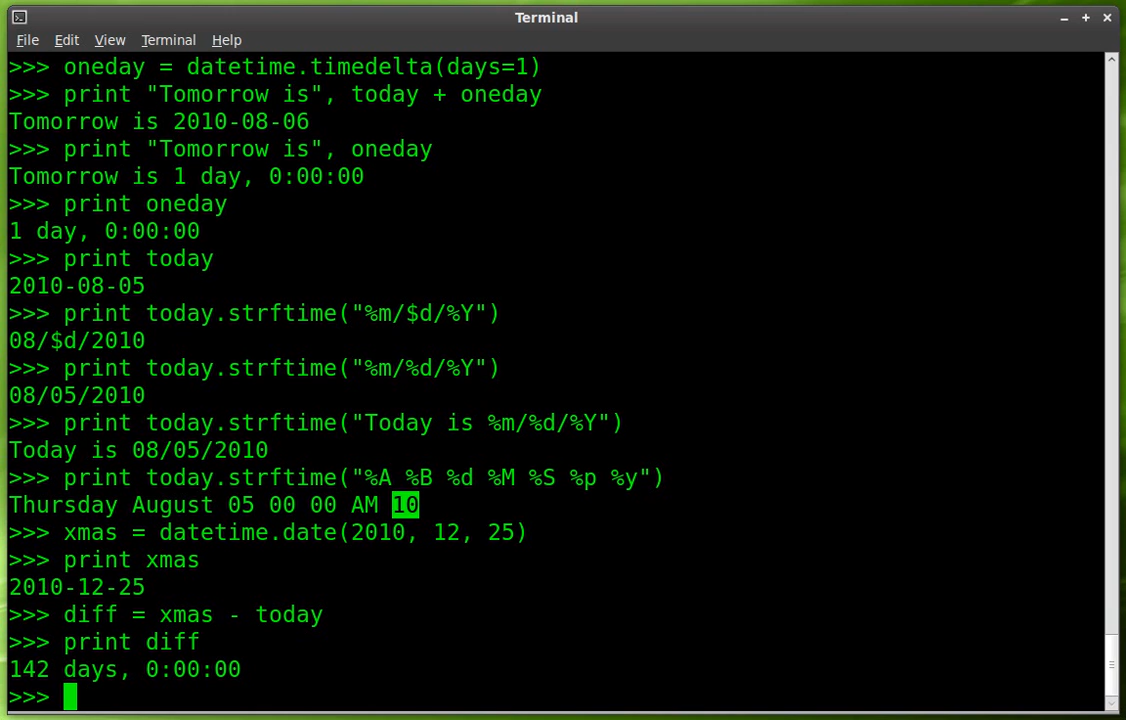 Terminal
File Edit View Terminal Help
>>> oneday = datetime.timedelta(days=1)
>>> print "Tomorrow is", today + oneday
Tomorrow is 2010-08-06
>>> print "Tomorrow is", oneday
Tomorrow is 1 day, 0:00:00
>>> print oneday
1 day, 0:00:00
>>> print today
2010-08-05
>>> print today.strftime("%m/$d/%Y")
08/$d/2010
>>> print today.strftime("%m/%d/%Y")
08/05/2010
>>> print today.strftime("Today is %m/%d/%Y")
Today is 08/05/2010
>>> print today.strftime("%A %B %d %M %S %p %y")
Thursday August 05 00 00 AM 10
>>> xmas = datetime.date(2010, 12, 25)
>>> print xmas
2010-12-25
>>> diff = xmas - today
>>> print diff
142 days, 0:00:00
>>>